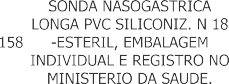 SONDA NASOGASTRICA
LONGA PVC SILICONIZ. N 18
158 -ESTERIL, EMBALAGEM
INDIVIDUAL E REGISTRO NO
MINISTERIO DA SAUDE.